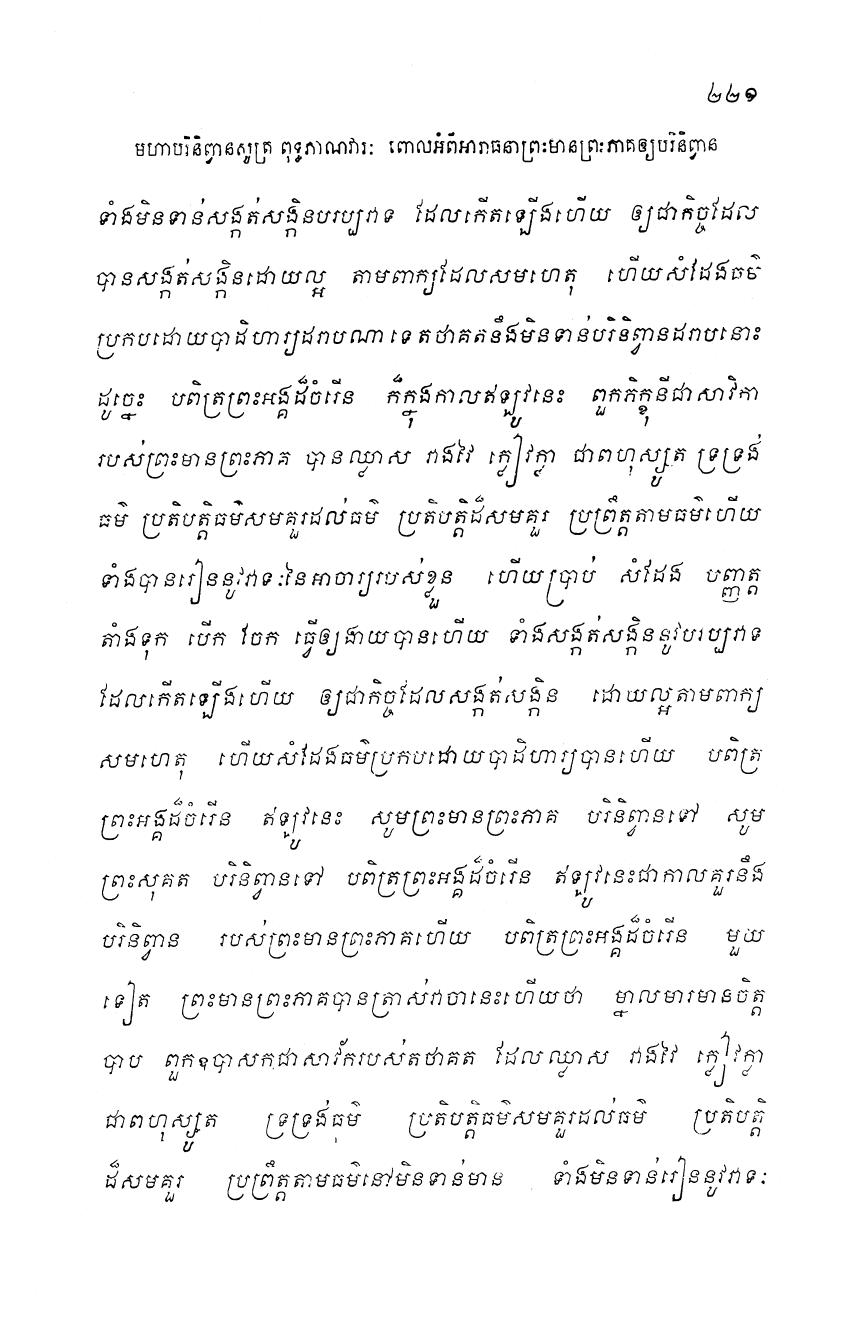 ២២១
មហាបរិនិព្វានសូត្រ ពុទ្ធភាណវារៈ ពោលអំពីអារាធនាព្រះមានព្រះភាគឲ្យបរិនិព្វាន
ទាំងមិនទាន់សង្កត់សង្កិនបរប្បវាទ ដែលកើតឡើងហើយ ឲ្យជាកិច្ចដែល
បានសង្កត់សង្កិនដោយល្អ តាមពាក្យដែលសមហេតុ ហើយសំដែងធម៌
ប្រកបដោយបាដិហារ្យដរាបណា ទេ តថាគតនឹងមិនទាន់បរិនិព្វានដរាបនោះ
ដូច្នេះ បពិត្រព្រះអង្គដ៏ចំរើន ក៏ក្នុងកាលឥឡូវនេះ ពួកភិក្ខុនីជាសាវិកា
របស់ព្រះមានព្រះភាគ បានឈ្លាស វាងវៃ ក្លៀវក្លា ជាពហុស្សូត ទ្រទ្រង់
ធម៌ ប្រតិបត្តិធម៌សមគួរដល់ធម៌ ប្រតិបត្តិដ៏សមគួរ ប្រព្រឹត្តតាមធម៌ហើយ
ទាំងបានរៀននូវវាទៈនៃអាចារ្យរបស់ខ្លួន ហើយប្រាប់ សំដែង បញ្ញត្ត
តាំងទុក បើក ចែក ធ្វើឲ្យងាយបានហើយ ទាំងសង្កត់សង្កិននូវបរប្បវាទ
ដែលកើតឡើងហើយ ឲ្យជាកិច្ចដែលសង្កត់សង្កិន ដោយល្អតាមពាក្យ
សមហេតុ ហើយសំដែងធម៌ប្រកបដោយបាដិហារ្យបានហើយ បពិត្រ
ព្រះអង្គដ៏ចំរើន ឥឡូវនេះ សូមព្រះមានព្រះភាគ បរិនិព្វានទៅ សូម
ព្រះសុគត បរិនិព្វានទៅ បពិត្រព្រះអង្គដ៏ចំរើន ឥឡូវនេះជាកាលគួរនឹង
បរិនិព្វាន របស់ព្រះមានព្រះភាគហើយ បពិត្រព្រះអង្គដ៏ចំរើន មួយ
ទៀត ព្រះមានព្រះភាគបានត្រាស់វាចានេះហើយថា ម្នាលមារមានចិត្ត
បាប ពួកឧបាសកជាសាវ័ករបស់តថាគត ដែលឈ្លាស វាងវៃ ក្លៀវក្លា
ជាពហុស្សូត ទ្រទ្រង់ធម៌ ប្រតិបត្តិធម៌សមគួរដល់ធម៌ ប្រតិបត្តិ
ដ៏សមគួរ ប្រព្រឹត្តតាមធម៌នៅមិនទាន់មាន ទាំងមិនទាន់រៀននូវវាទៈ